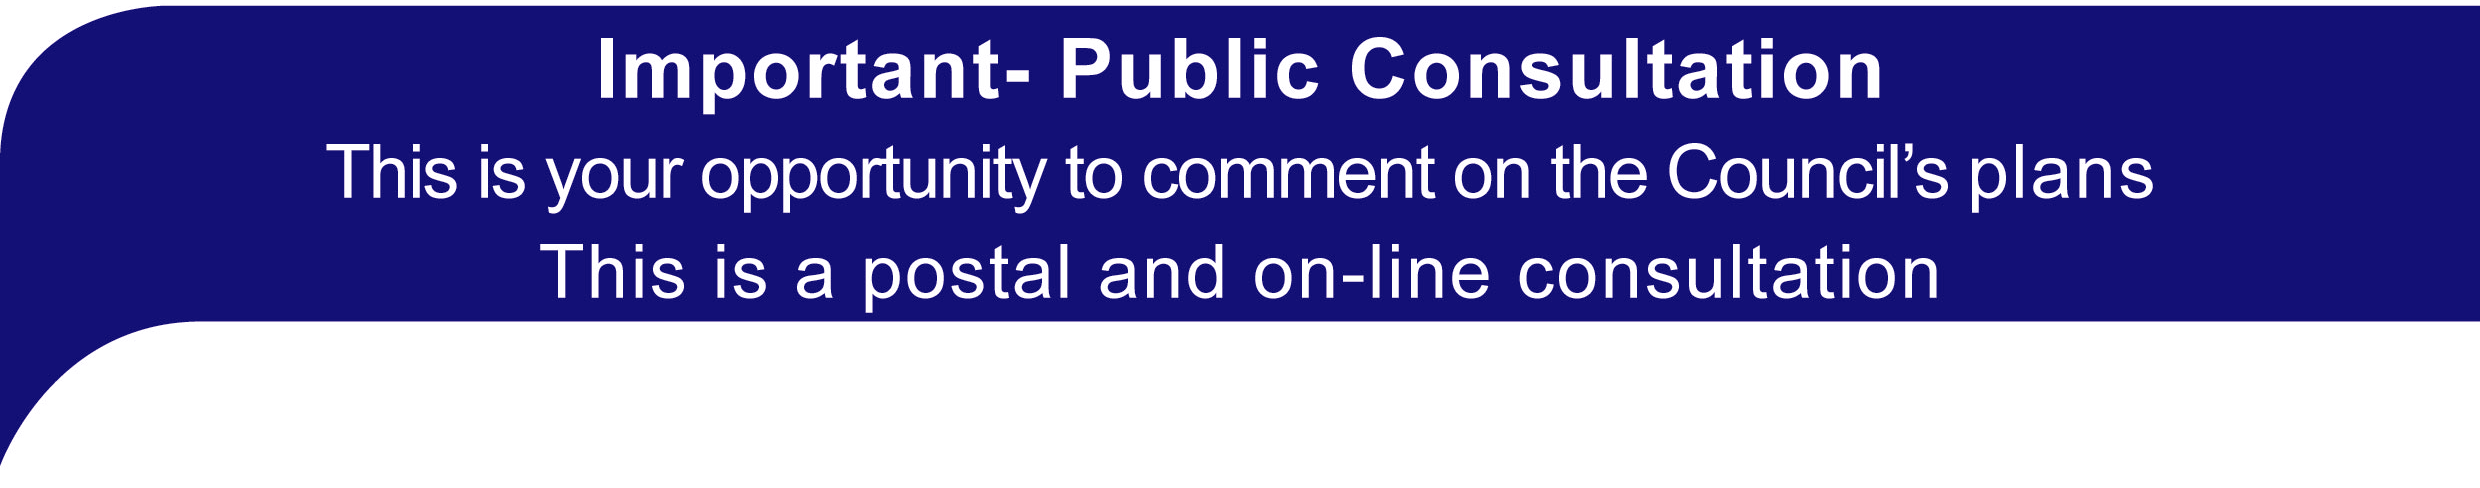 Important- Public Consultation
This is your opportunity to comment on the Council’s plans
This is a postal and on-line consultation